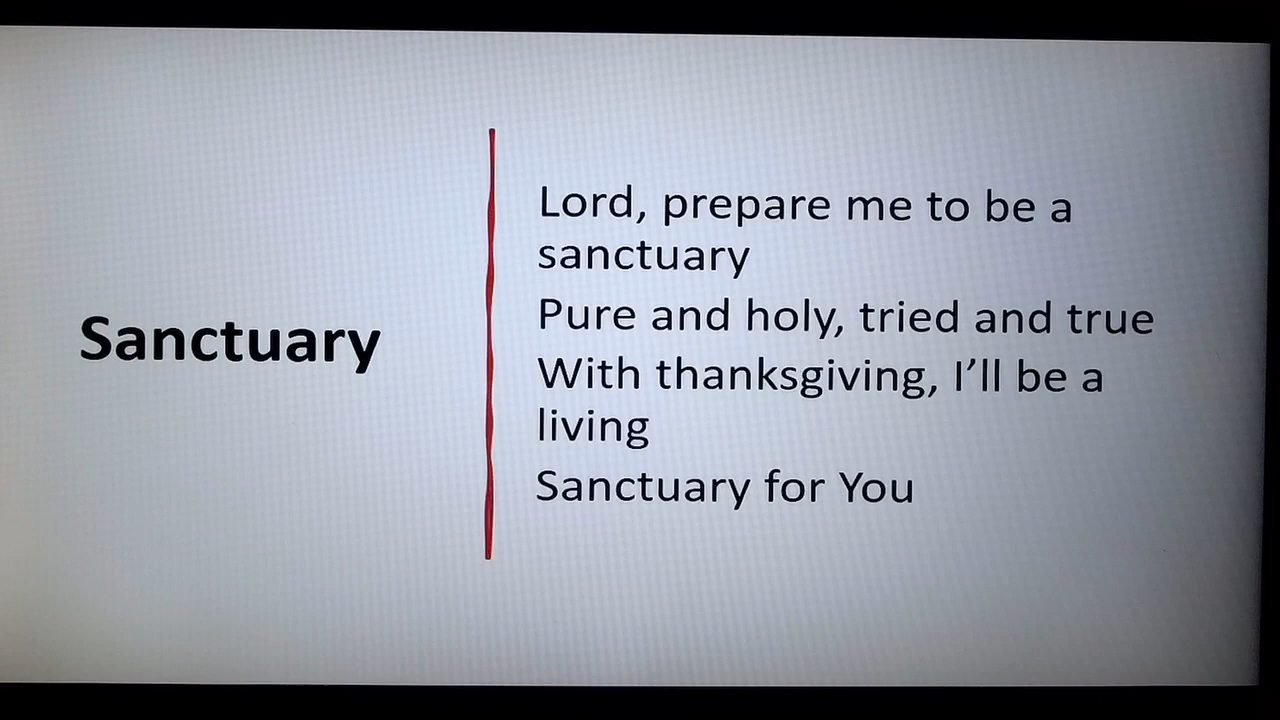 Sanctuary
Lord, prepare me to be a
sanctuary
Pure and holy, tried and true
With thanksgiving, I’ll be a
living
Sanctuary for You